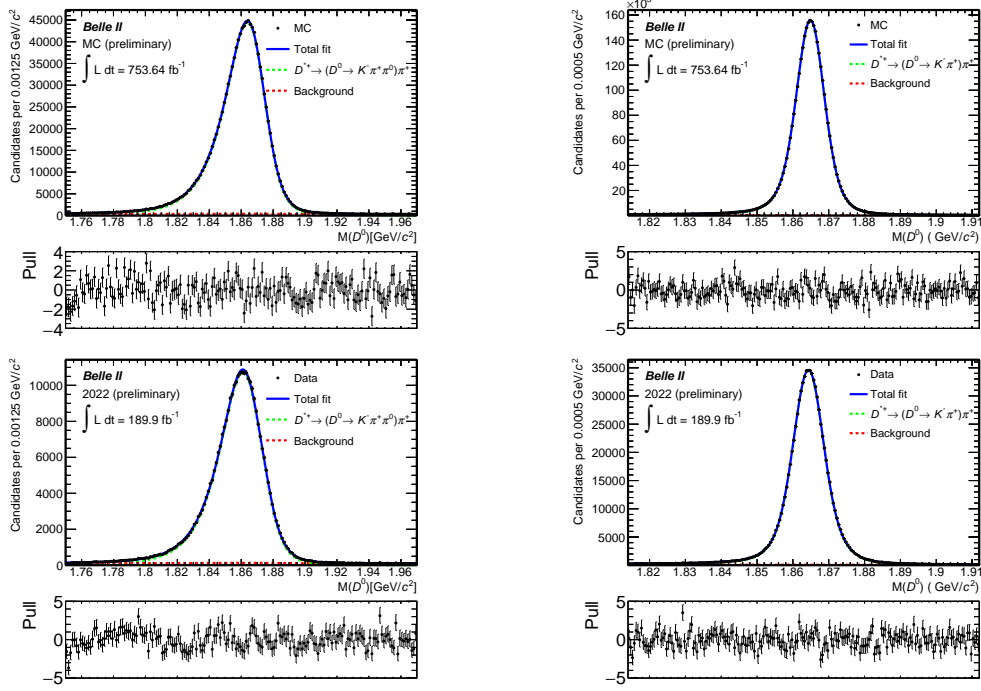 Candidates per 0.00125 GeV/c²
45000
40000
35000
30000
25000
20000
15000
10000
5000
0
Belle II
MC (preliminary)
∫ L dt = 753.64 fb⁻¹
MC
Total fit
D*⁺→(D⁰→K⁻π⁺π⁰)π⁺
Background
1.76 1.78 1.8 1.82 1.84 1.86 1.88 1.9 1.92 1.94 1.96
M(D⁰)[GeV/c²]
Pull
4
2
0
−2
−4
Candidates per 0.0005 GeV/c²
160
140
120
100
80
60
40
20
Belle II
MC (preliminary)
∫ L dt = 753.64 fb⁻¹
MC
Total fit
D*⁺→(D⁰→K⁻π⁺)π⁺
Background
1.82 1.83 1.84 1.85 1.86 1.87 1.88 1.89 1.9 1.91
M(D⁰) ( GeV/c²)
Pull
5
0
−5
Candidates per 0.00125 GeV/c²
10000
8000
6000
4000
2000
0
Belle II
2022 (preliminary)
∫ L dt = 189.9 fb⁻¹
Data
Total fit
D*⁺→(D⁰→K⁻π⁺π⁰)π⁺
Background
1.76 1.78 1.8 1.82 1.84 1.86 1.88 1.9 1.92 1.94 1.96
M(D⁰)[GeV/c²]
Pull
5
0
−5
Candidates per 0.0005 GeV/c²
35000
30000
25000
20000
15000
10000
5000
Belle II
2022 (preliminary)
∫ L dt = 189.9 fb⁻¹
Data
Total fit
D*⁺→(D⁰→K⁻π⁺)π⁺
Background
1.82 1.83 1.84 1.85 1.86 1.87 1.88 1.89 1.9 1.91
M(D⁰) ( GeV/c²)
Pull
5
0
−5